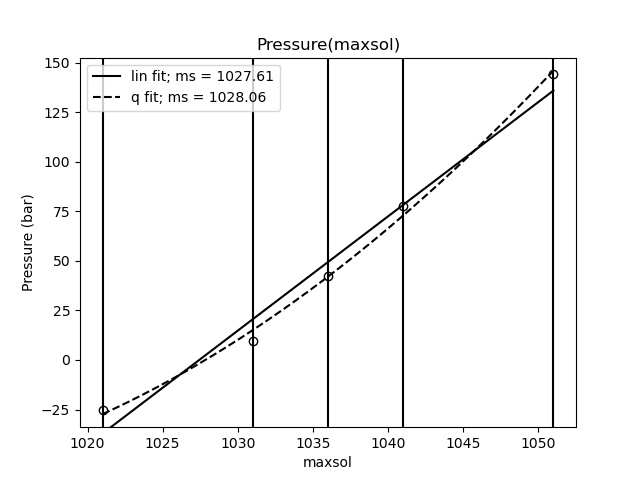 Pressure(maxsol)
lin fit; ms = 1027.61
q fit; ms = 1028.06
Pressure (bar)
150
125
100
75
50
25
0
−25
1020 1025 1030 1035 1040 1045 1050
maxsol